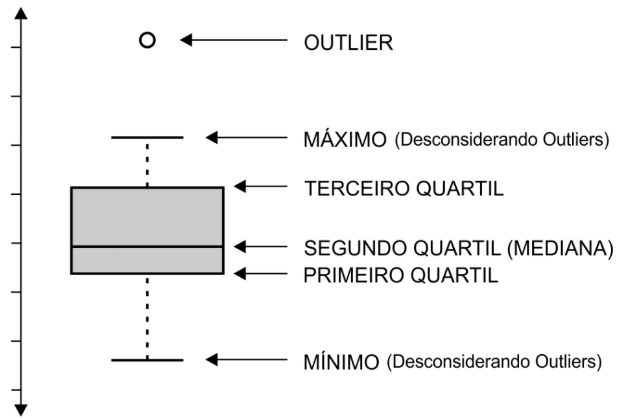 OUTLIER
MÁXIMO (Desconsiderando Outliers)
TERCEIRO QUARTIL
SEGUNDO QUARTIL (MEDIANA)
PRIMEIRO QUARTIL
MÍNIMO (Desconsiderando Outliers)